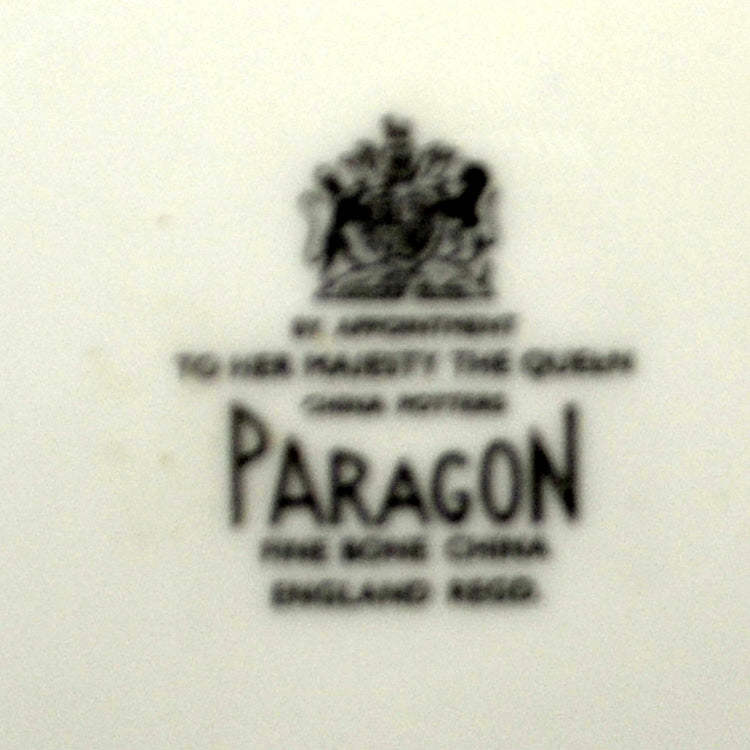 BY APPOINTMENT
TO HER MAJESTY THE QUEEN
CHINA POTTERS
PARAGON
FINE BONE CHINA
ENGLAND REGD.